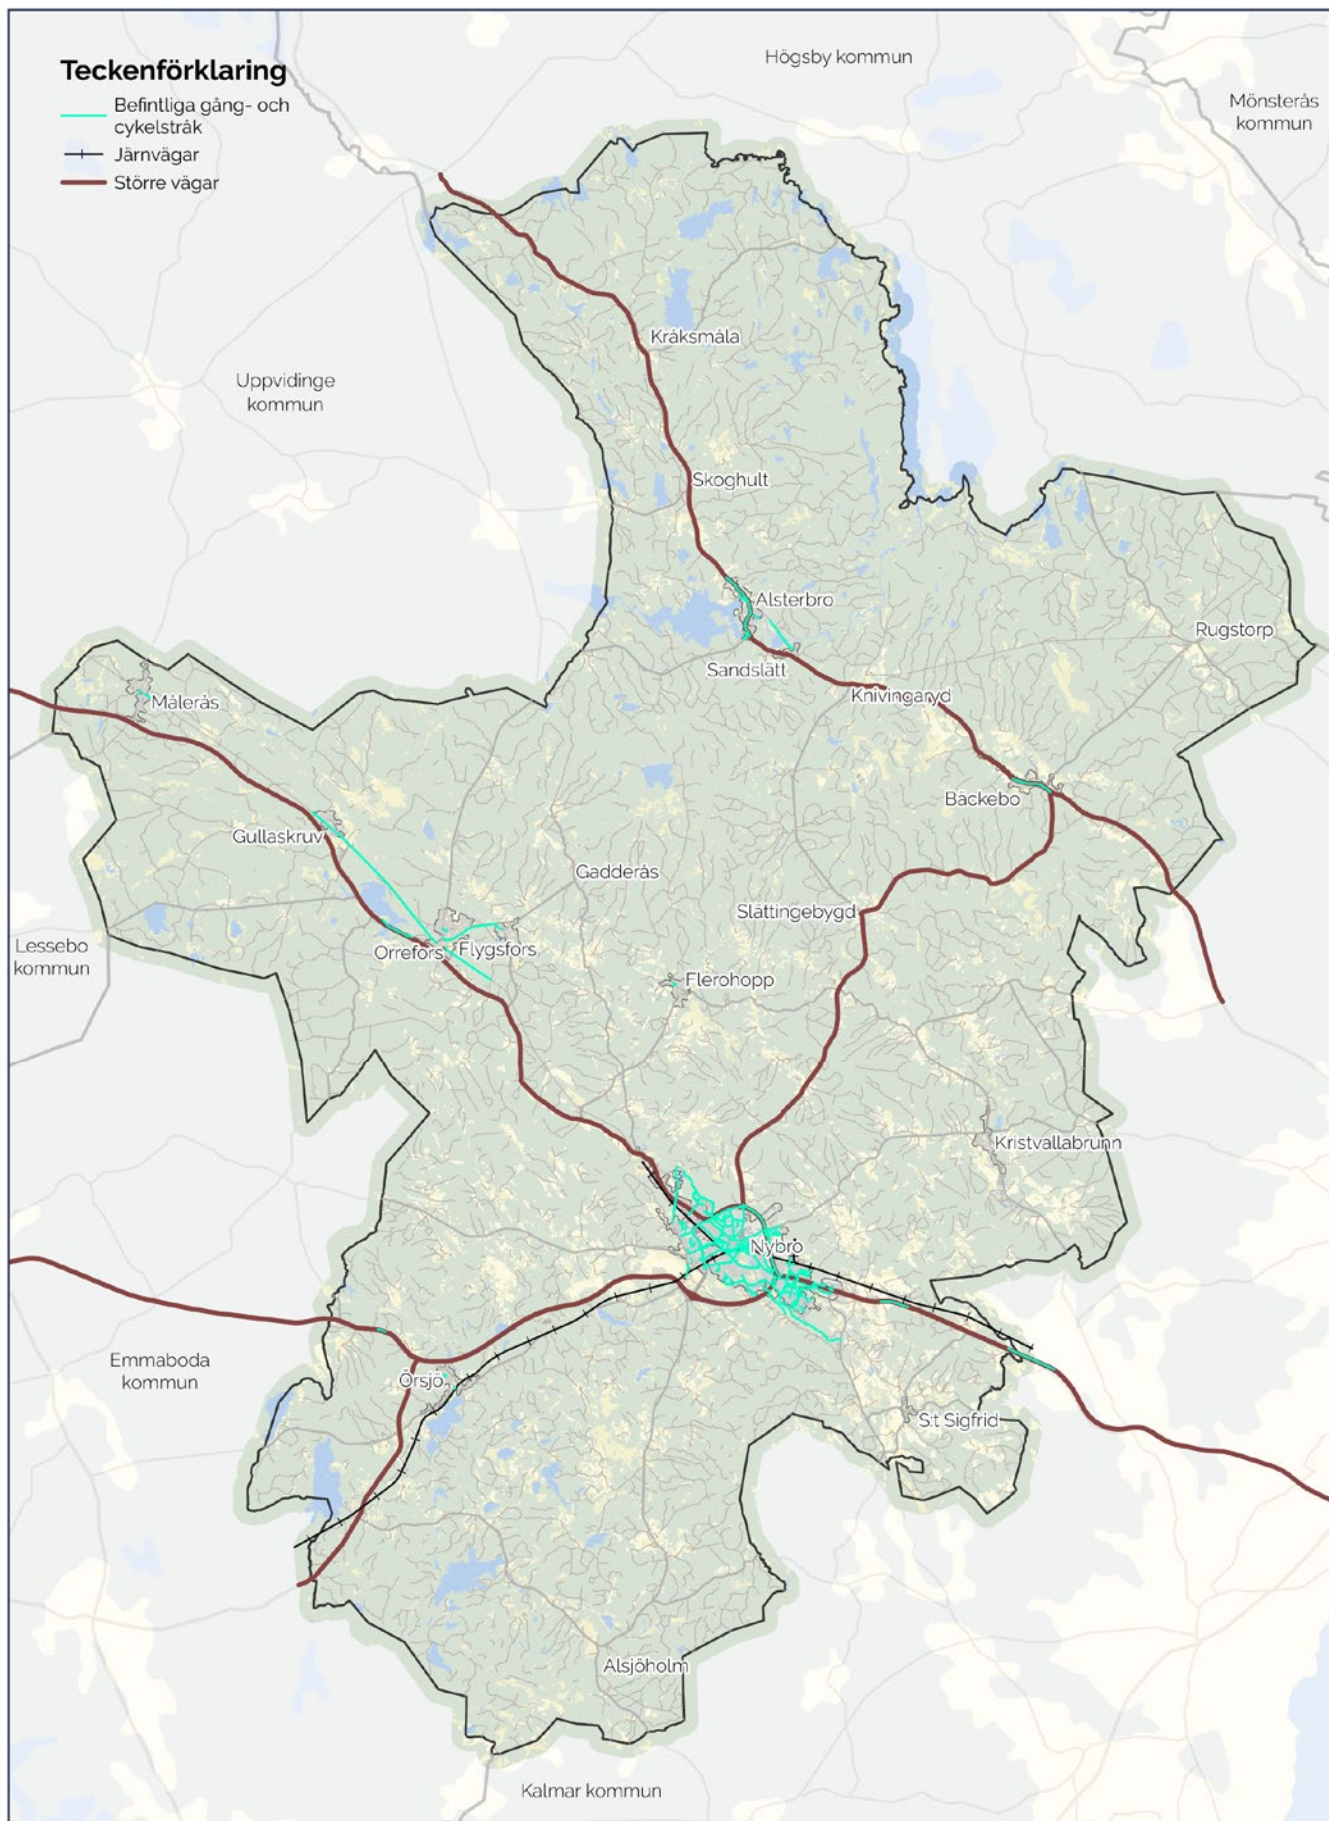 Högsby kommun
Teckenförklaring
Befintliga gång- och
cykelstråk
Järnvägar
Större vägar
Mönsterås
kommun
Kråksmåla
Uppvidinge
kommun
Skoghult
Alsterbro
Rugstorp
Sandslätt
Knivingaryd
Målerås
Bäckebo
Gullaskruv
Gadderås
Slättingebygd
Lessebo
kommun
Orrefors
Flygsfors
Flerohopp
Kristvallabrunn
Nybro
Emmaboda
kommun
Örsjö
S:t Sigfrid
Alsjöholm
Kalmar kommun